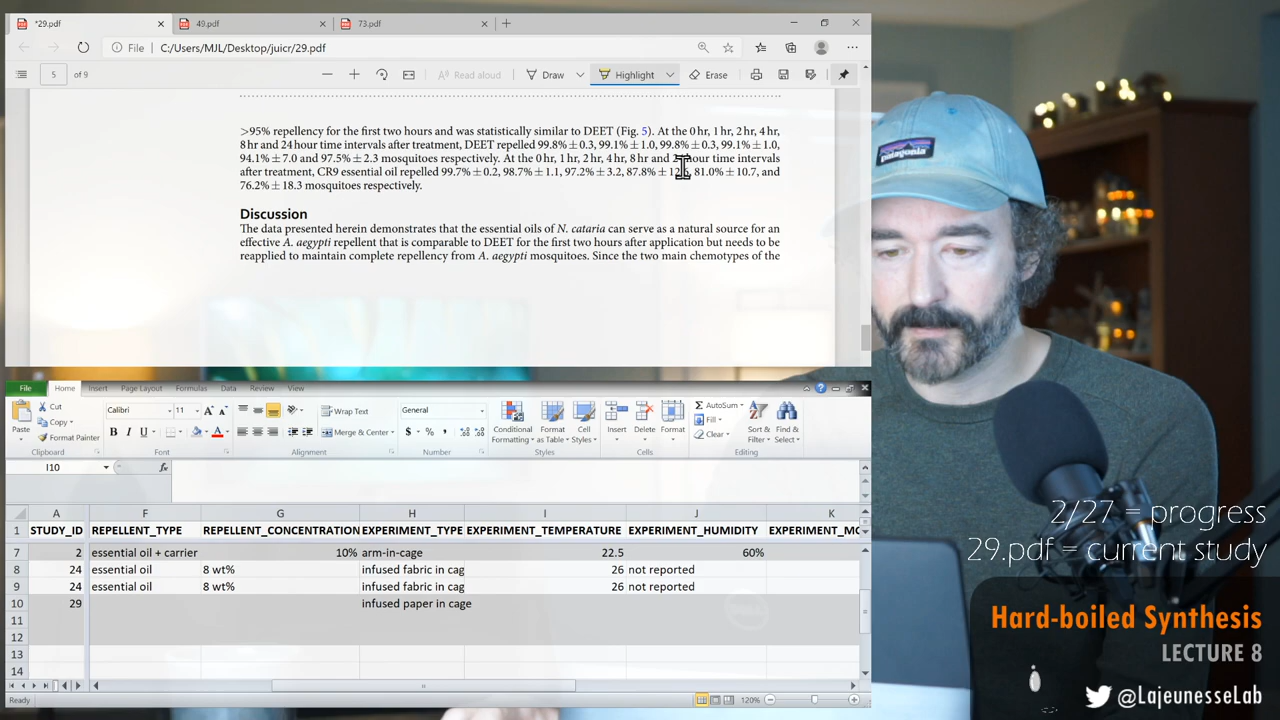 *29.pdf
49.pdf
73.pdf
File C:/Users/MJL/Desktop/juicr/29.pdf
5 of 9
Read aloud Draw Highlight Erase
>95% repellency for the first two hours and was statistically similar to DEET (Fig. 5). At the 0 hr, 1 hr, 2 hr, 4 hr,
8 hr and 24 hour time intervals after treatment, DEET repelled 99.8% ± 0.3, 99.1% ± 1.0, 99.8% ± 0.3, 99.1% ± 1.0,
94.1% ± 7.0 and 97.5% ± 2.3 mosquitoes respectively. At the 0 hr, 1 hr, 2 hr, 4 hr, 8 hr and time intervals
after treatment, CR9 essential oil repelled 99.7% ± 0.2, 98.7% ± 1.1, 97.2% ± 3.2, 87.8% ± 81.0% ± 10.7, and
76.2% ± 18.3 mosquitoes respectively.
Discussion
The data presented herein demonstrates that the essential oils of N. cataria can serve as a natural source for an
effective A. aegypti repellent that is comparable to DEET for the first two hours after application but needs to be
reapplied to maintain complete repellency from A. aegypti mosquitoes. Since the two main chemotypes of the
File Home Insert Page Layout Formulas Data Review View
Cut
Copy
Format Painter
Paste
Clipboard
Calibri 11
B I U
Font
Wrap Text
Merge & Center
Alignment
General
$ % ,
Number
Conditional Formatting
Format as Table
Cell Styles
Styles
Insert Delete Format
Cells
AutoSum
Fill
Clear
Sort & Filter
Find & Select
Editing
I10 fx
A F G H I J K
1 STUDY_ID REPELLENT_TYPE REPELLENT_CONCENTRATION EXPERIMENT_TYPE EXPERIMENT_TEMPERATURE EXPERIMENT_HUMIDITY EXPERIMENT_MO
7 2 essential oil + carrier 10% arm-in-cage 22.5 60%
8 24 essential oil 8 wt% infused fabric in cag 26 not reported
9 24 essential oil 8 wt% infused fabric in cag 26 not reported
10 29 infused paper in cage
11
12
13
14
Ready 120%
patagonia
2/27 = progress
29.pdf = current study
Hard-boiled Synthesis
LECTURE 8
@LajeunesseLab